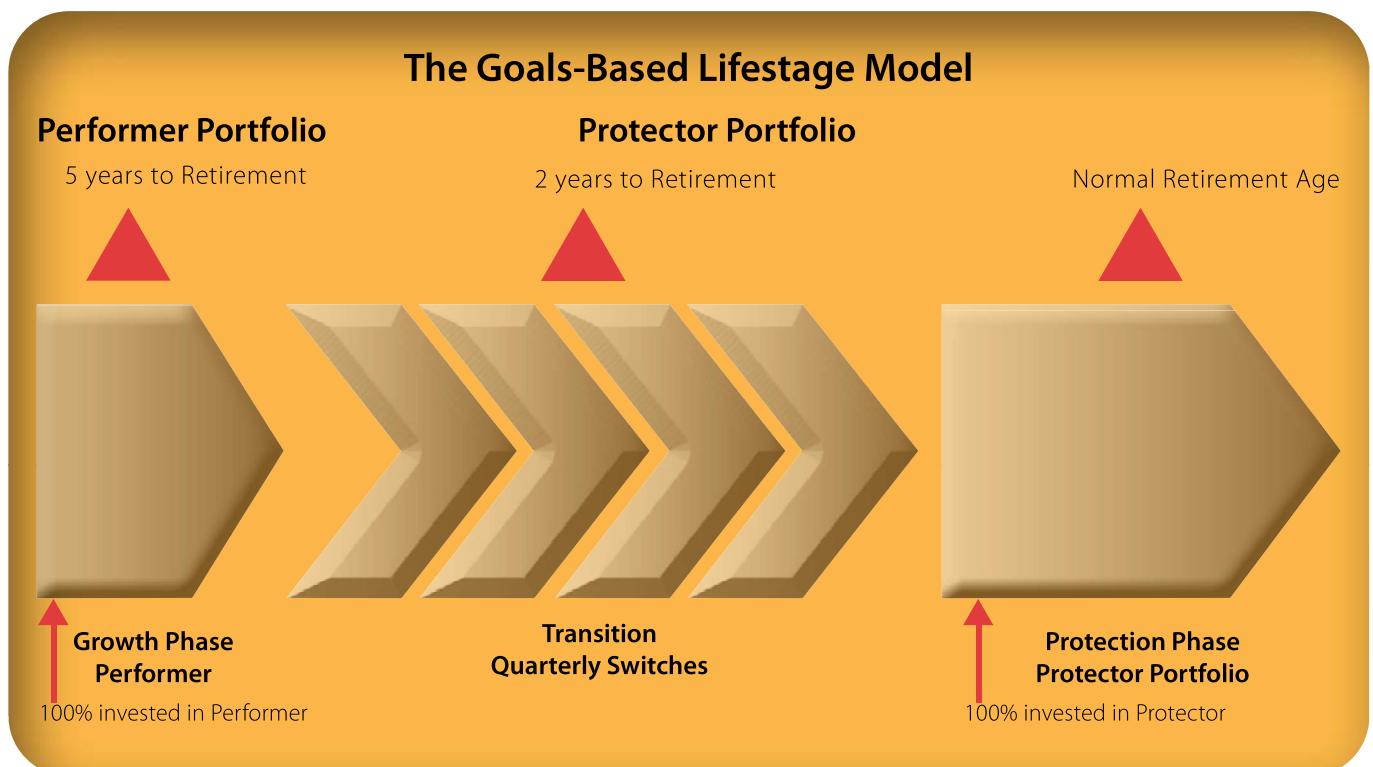 The Goals-Based Lifestage Model
Performer Portfolio
Protector Portfolio
5 years to Retirement
2 years to Retirement
Normal Retirement Age
Growth Phase
Performer
100% invested in Performer
Transition
Quarterly Switches
Protection Phase
Protector Portfolio
100% invested in Protector